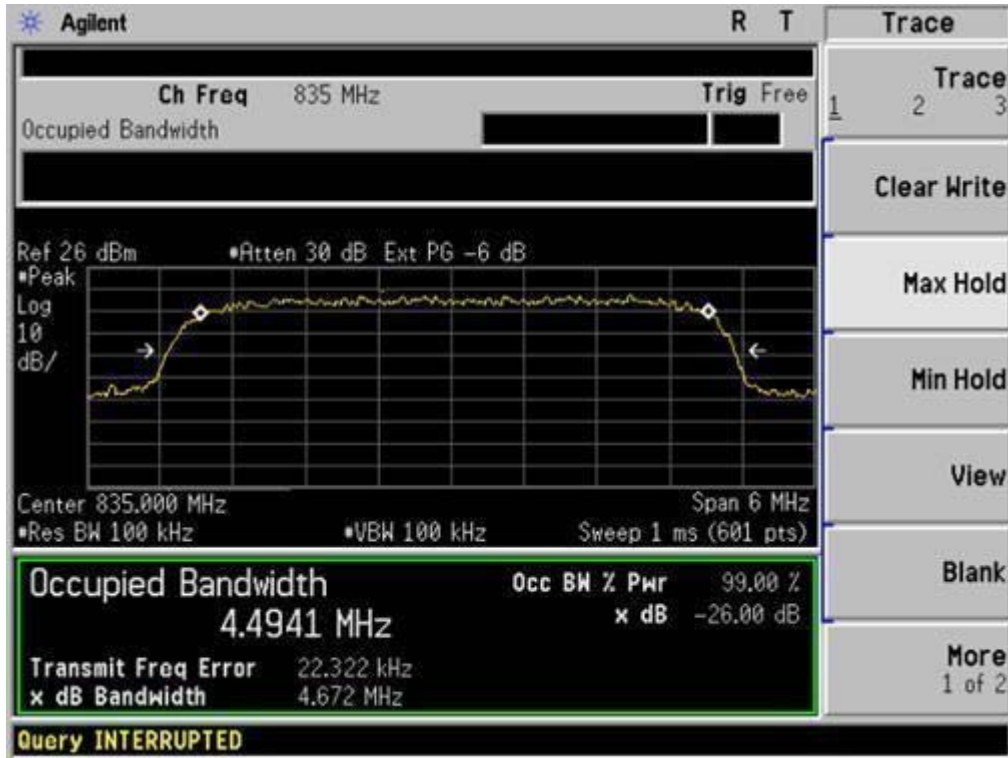 Agilent R T Trace
Ch Freq 835 MHz Trig Free
Occupied Bandwidth
Trace
1 2 3
Clear Write
Max Hold
Min Hold
View
Blank
More
1 of 2
Ref 26 dBm •Atten 30 dB Ext PG -6 dB
•Peak
Log
10
dB/
Center 835.000 MHz Span 6 MHz
•Res BW 100 kHz •VBW 100 kHz Sweep 1 ms (601 pts)
Occupied Bandwidth Occ BW % Pwr 99.00 %
4.4941 MHz x dB -26.00 dB
Transmit Freq Error 22.322 kHz
x dB Bandwidth 4.672 MHz
Query INTERRUPTED